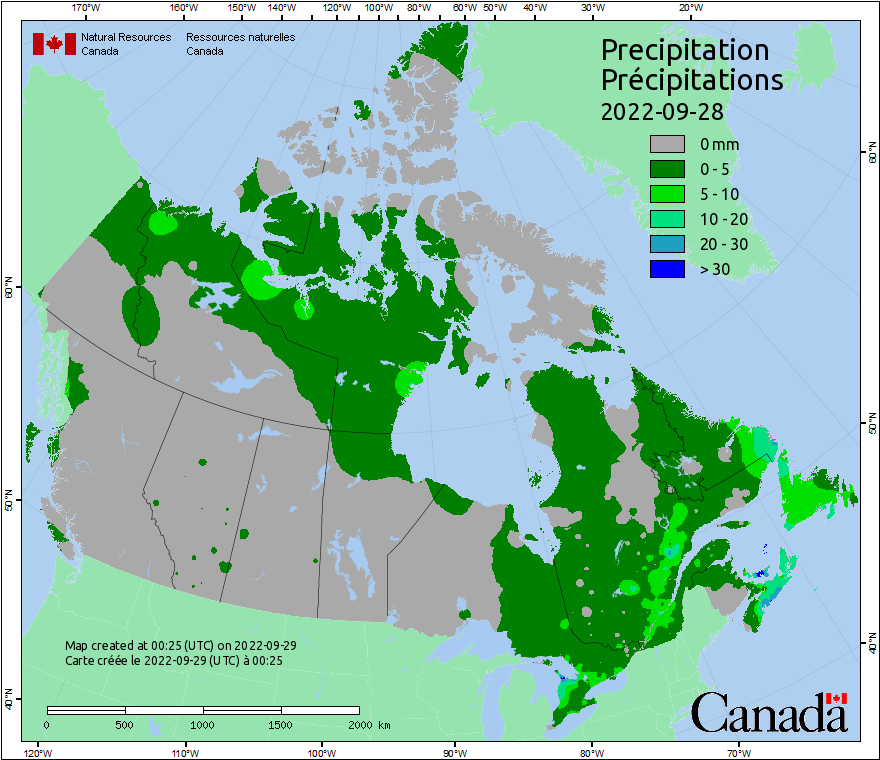 170°W 160°W 150°W 140°W 120°W 100°W 80°W 60°W 50°W 40°W 30°W 20°W
Natural Resources Ressources naturelles
Canada Canada
Precipitation
Précipitations
2022-09-28
0 mm
0 - 5
5 - 10
10 - 20
20 - 30
> 30
60°N
60°N
50°N
50°N
40°N
40°N
Map created at 00:25 (UTC) on 2022-09-29
Carte créée le 2022-09-29 (UTC) à 00:25
0 500 1000 1500 2000 km
Canada
120°W 110°W 100°W 90°W 80°W 70°W